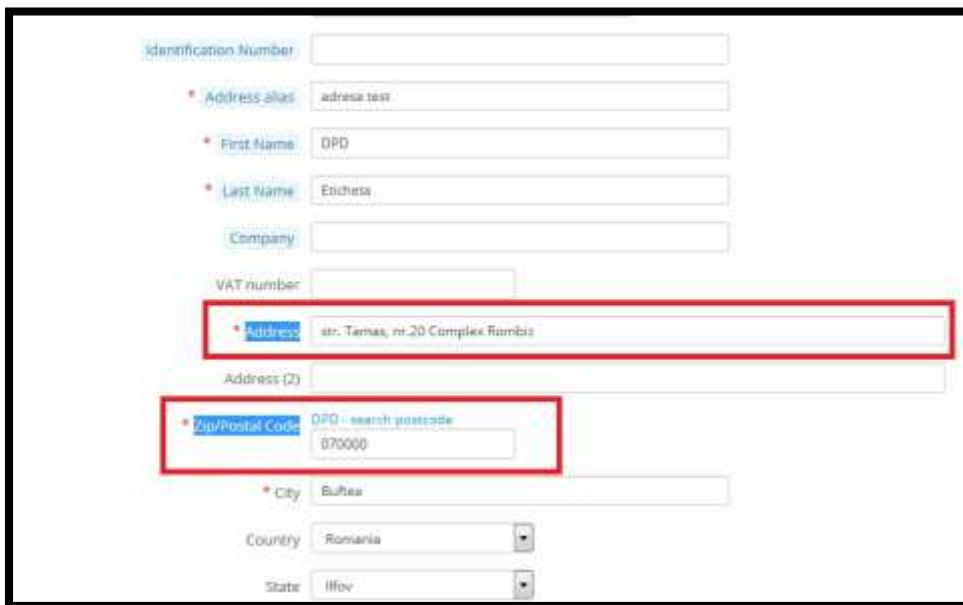 Identification Number
* Address alias adresa test
* First Name DPD
* Last Name Eticheta
Company
VAT number
* Address str. Tamas, nr.20 Complex Rombiz
Address (2)
* Zip/Postal Code DPD - search postcode
070000
* City Buftea
Country Romania
State Ilfov